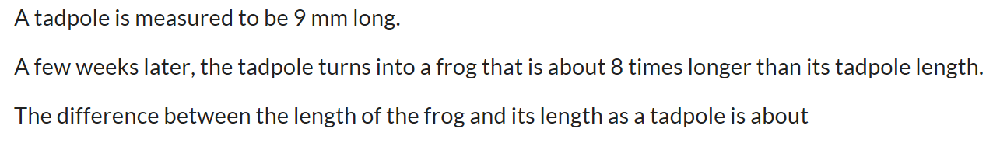 A tadpole is measured to be 9 mm long.
A few weeks later, the tadpole turns into a frog that is about 8 times longer than its tadpole length.
The difference between the length of the frog and its length as a tadpole is about